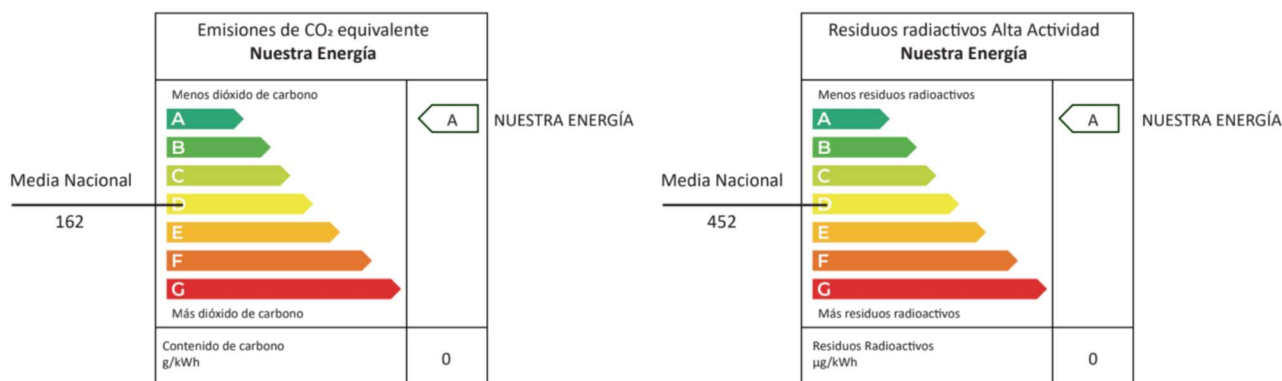 Emisiones de CO₂ equivalente
Nuestra Energía
Menos dióxido de carbono
A
B
C
D
E
F
G
Más dióxido de carbono
A
NUESTRA ENERGÍA
Media Nacional
162
Contenido de carbono
g/kWh
0
Residuos radiactivos Alta Actividad
Nuestra Energía
Menos residuos radioactivos
A
B
C
D
E
F
G
Más residuos radioactivos
A
NUESTRA ENERGÍA
Media Nacional
452
Residuos Radioactivos
µg/kWh
0